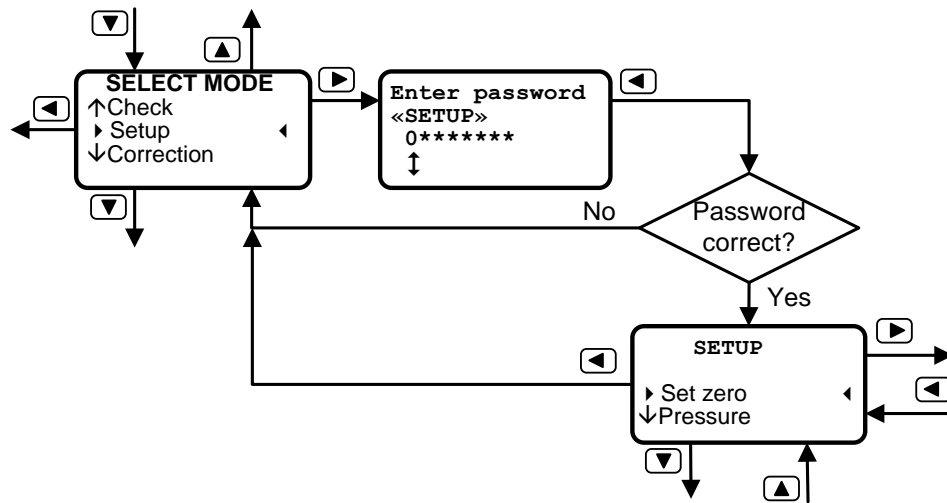 SELECT MODE
↑Check
▸ Setup ◂
↓Correction
Enter password
«SETUP»
0*******
↕
No
Password
correct?
Yes
SETUP
▸ Set zero ◂
↓Pressure